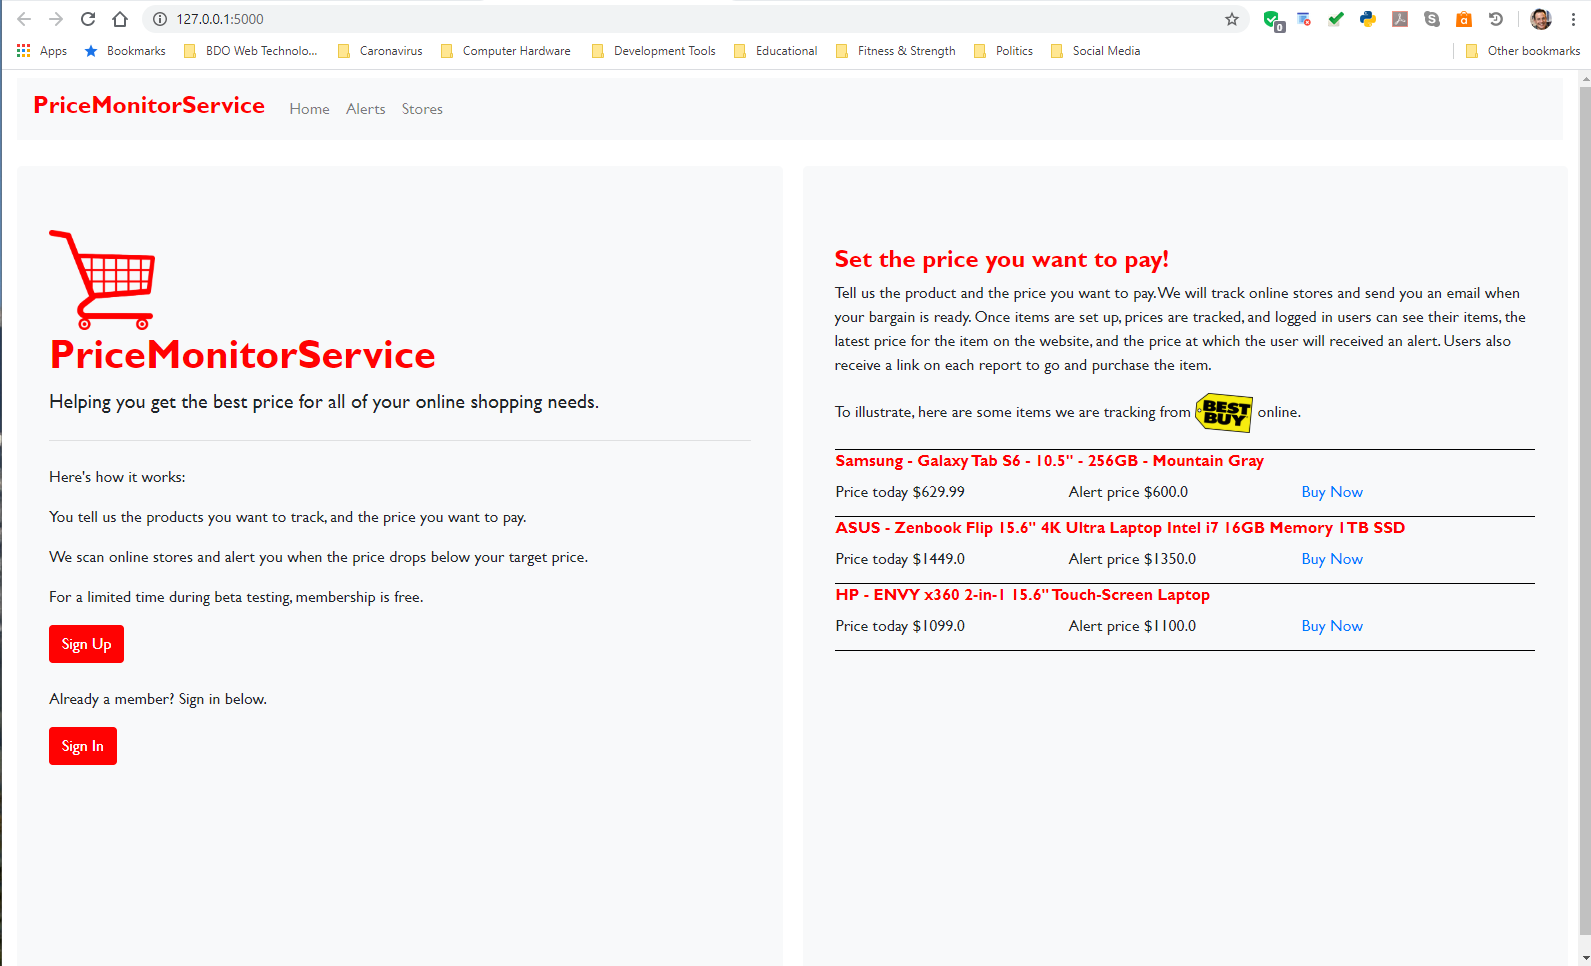 127.0.0.1:5000
0
Apps Bookmarks BDO Web Technolo... Caronavirus Computer Hardware Development Tools Educational Fitness & Strength Politics Social Media Other bookmarks
PriceMonitorService Home Alerts Stores
PriceMonitorService
Helping you get the best price for all of your online shopping needs.
Here's how it works:
You tell us the products you want to track, and the price you want to pay.
We scan online stores and alert you when the price drops below your target price.
For a limited time during beta testing, membership is free.
Sign Up
Already a member? Sign in below.
Sign In
Set the price you want to pay!
Tell us the product and the price you want to pay. We will track online stores and send you an email when
your bargain is ready. Once items are set up, prices are tracked, and logged in users can see their items, the
latest price for the item on the website, and the price at which the user will received an alert. Users also
receive a link on each report to go and purchase the item.
To illustrate, here are some items we are tracking from BEST BUY online.
Samsung - Galaxy Tab S6 - 10.5" - 256GB - Mountain Gray
Price today $629.99 Alert price $600.0 Buy Now
ASUS - Zenbook Flip 15.6" 4K Ultra Laptop Intel i7 16GB Memory 1TB SSD
Price today $1449.0 Alert price $1350.0 Buy Now
HP - ENVY x360 2-in-1 15.6" Touch-Screen Laptop
Price today $1099.0 Alert price $1100.0 Buy Now